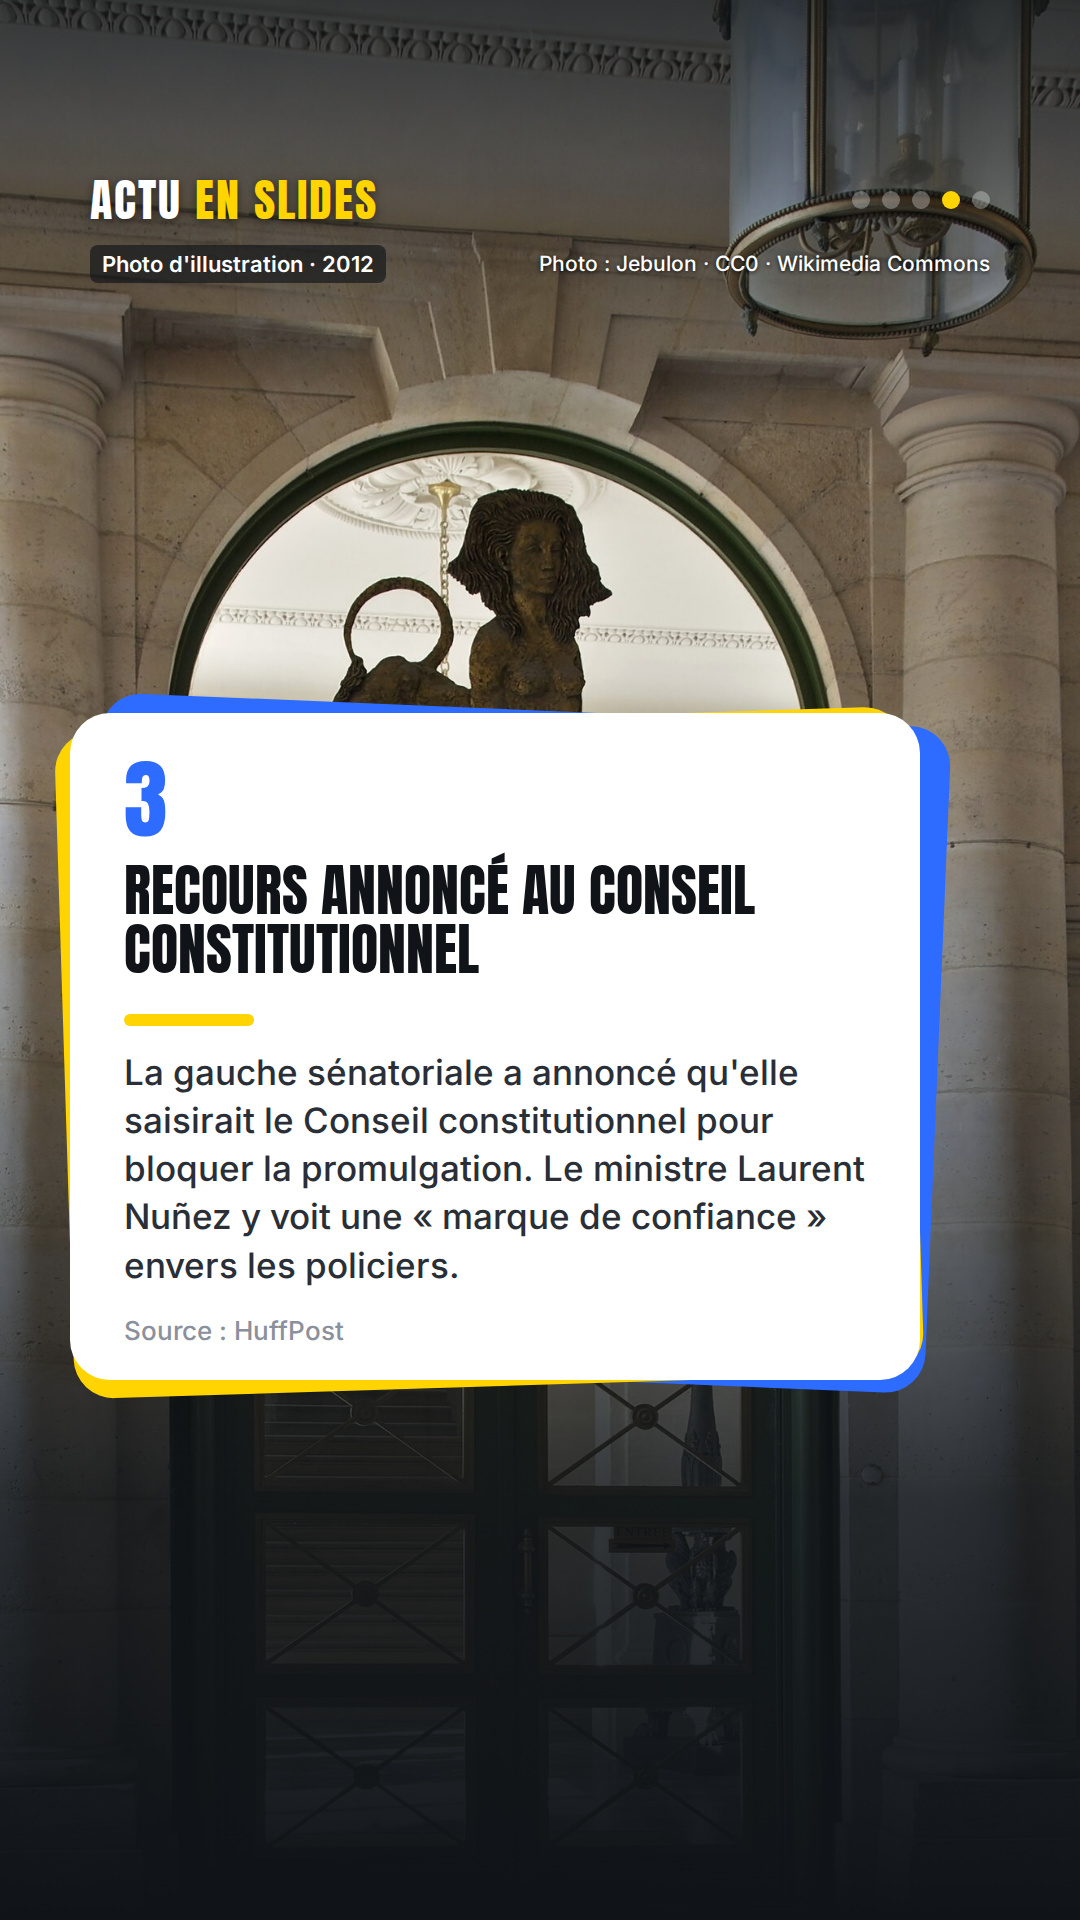 ACTU EN SLIDES
Photo d'illustration · 2012
Photo : Jebulon · CC0 · Wikimedia Commons
3
RECOURS ANNONCÉ AU CONSEIL
CONSTITUTIONNEL
La gauche sénatoriale a annoncé qu'elle
saisirait le Conseil constitutionnel pour
bloquer la promulgation. Le ministre Laurent
Nuñez y voit une « marque de confiance »
envers les policiers.
Source : HuffPost